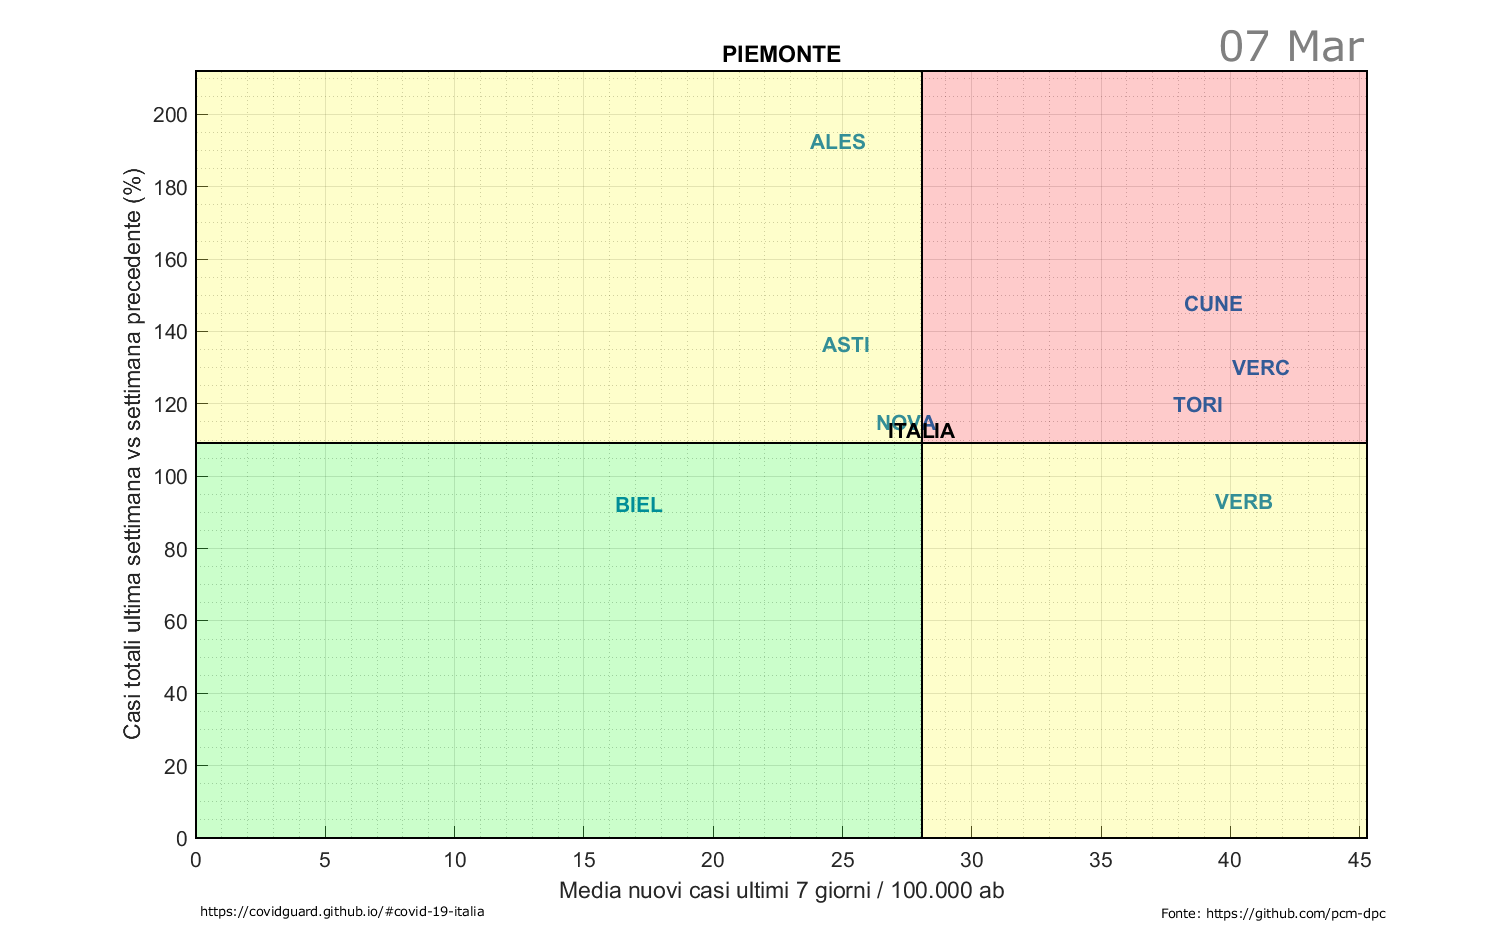 07 Mar
PIEMONTE
Casi totali ultima settimana vs settimana precedente (%)
200
180
160
140
120
100
80
60
40
20
0
ALES
CUNE
ASTI
VERC
TORI
NOVA
ITALIA
BIEL
VERB
0 5 10 15 20 25 30 35 40 45
Media nuovi casi ultimi 7 giorni / 100.000 ab
https://covidguard.github.io/#covid-19-italia
Fonte: https://github.com/pcm-dpc